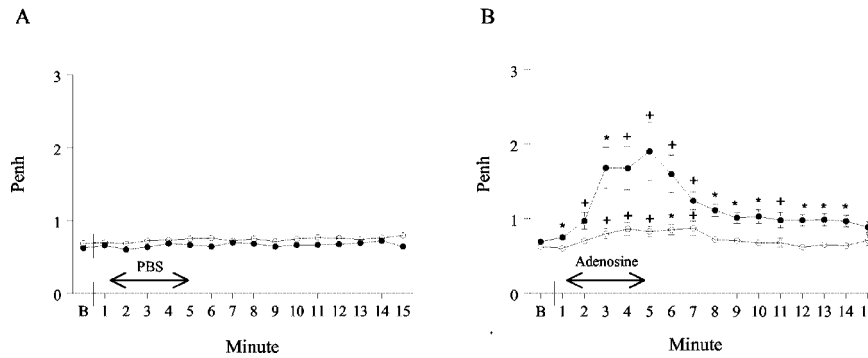 A
3
2
1
0
Penh
PBS
B 1 2 3 4 5 6 7 8 9 10 11 12 13 14 15
Minute
B
3
2
1
0
Penh
* + * + + + + * * * * + * * *
+ + + * +
Adenosine
B 1 2 3 4 5 6 7 8 9 10 11 12 13 14 1
Minute